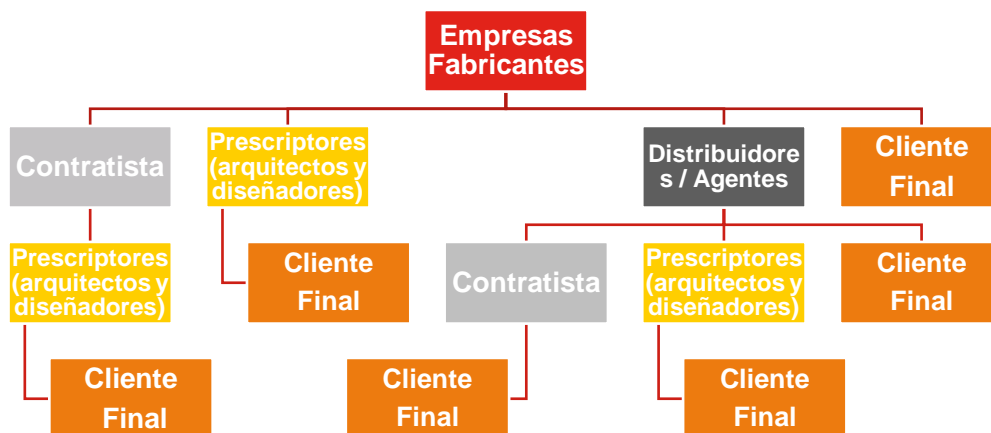 Empresas
Fabricantes
Contratista
Prescriptores
(arquitectos y
diseñadores)
Distribuidore
s / Agentes
Cliente
Final
Prescriptores
(arquitectos y
diseñadores)
Cliente
Final
Contratista
Prescriptores
(arquitectos y
diseñadores)
Cliente
Final
Cliente
Final
Cliente
Final
Cliente
Final